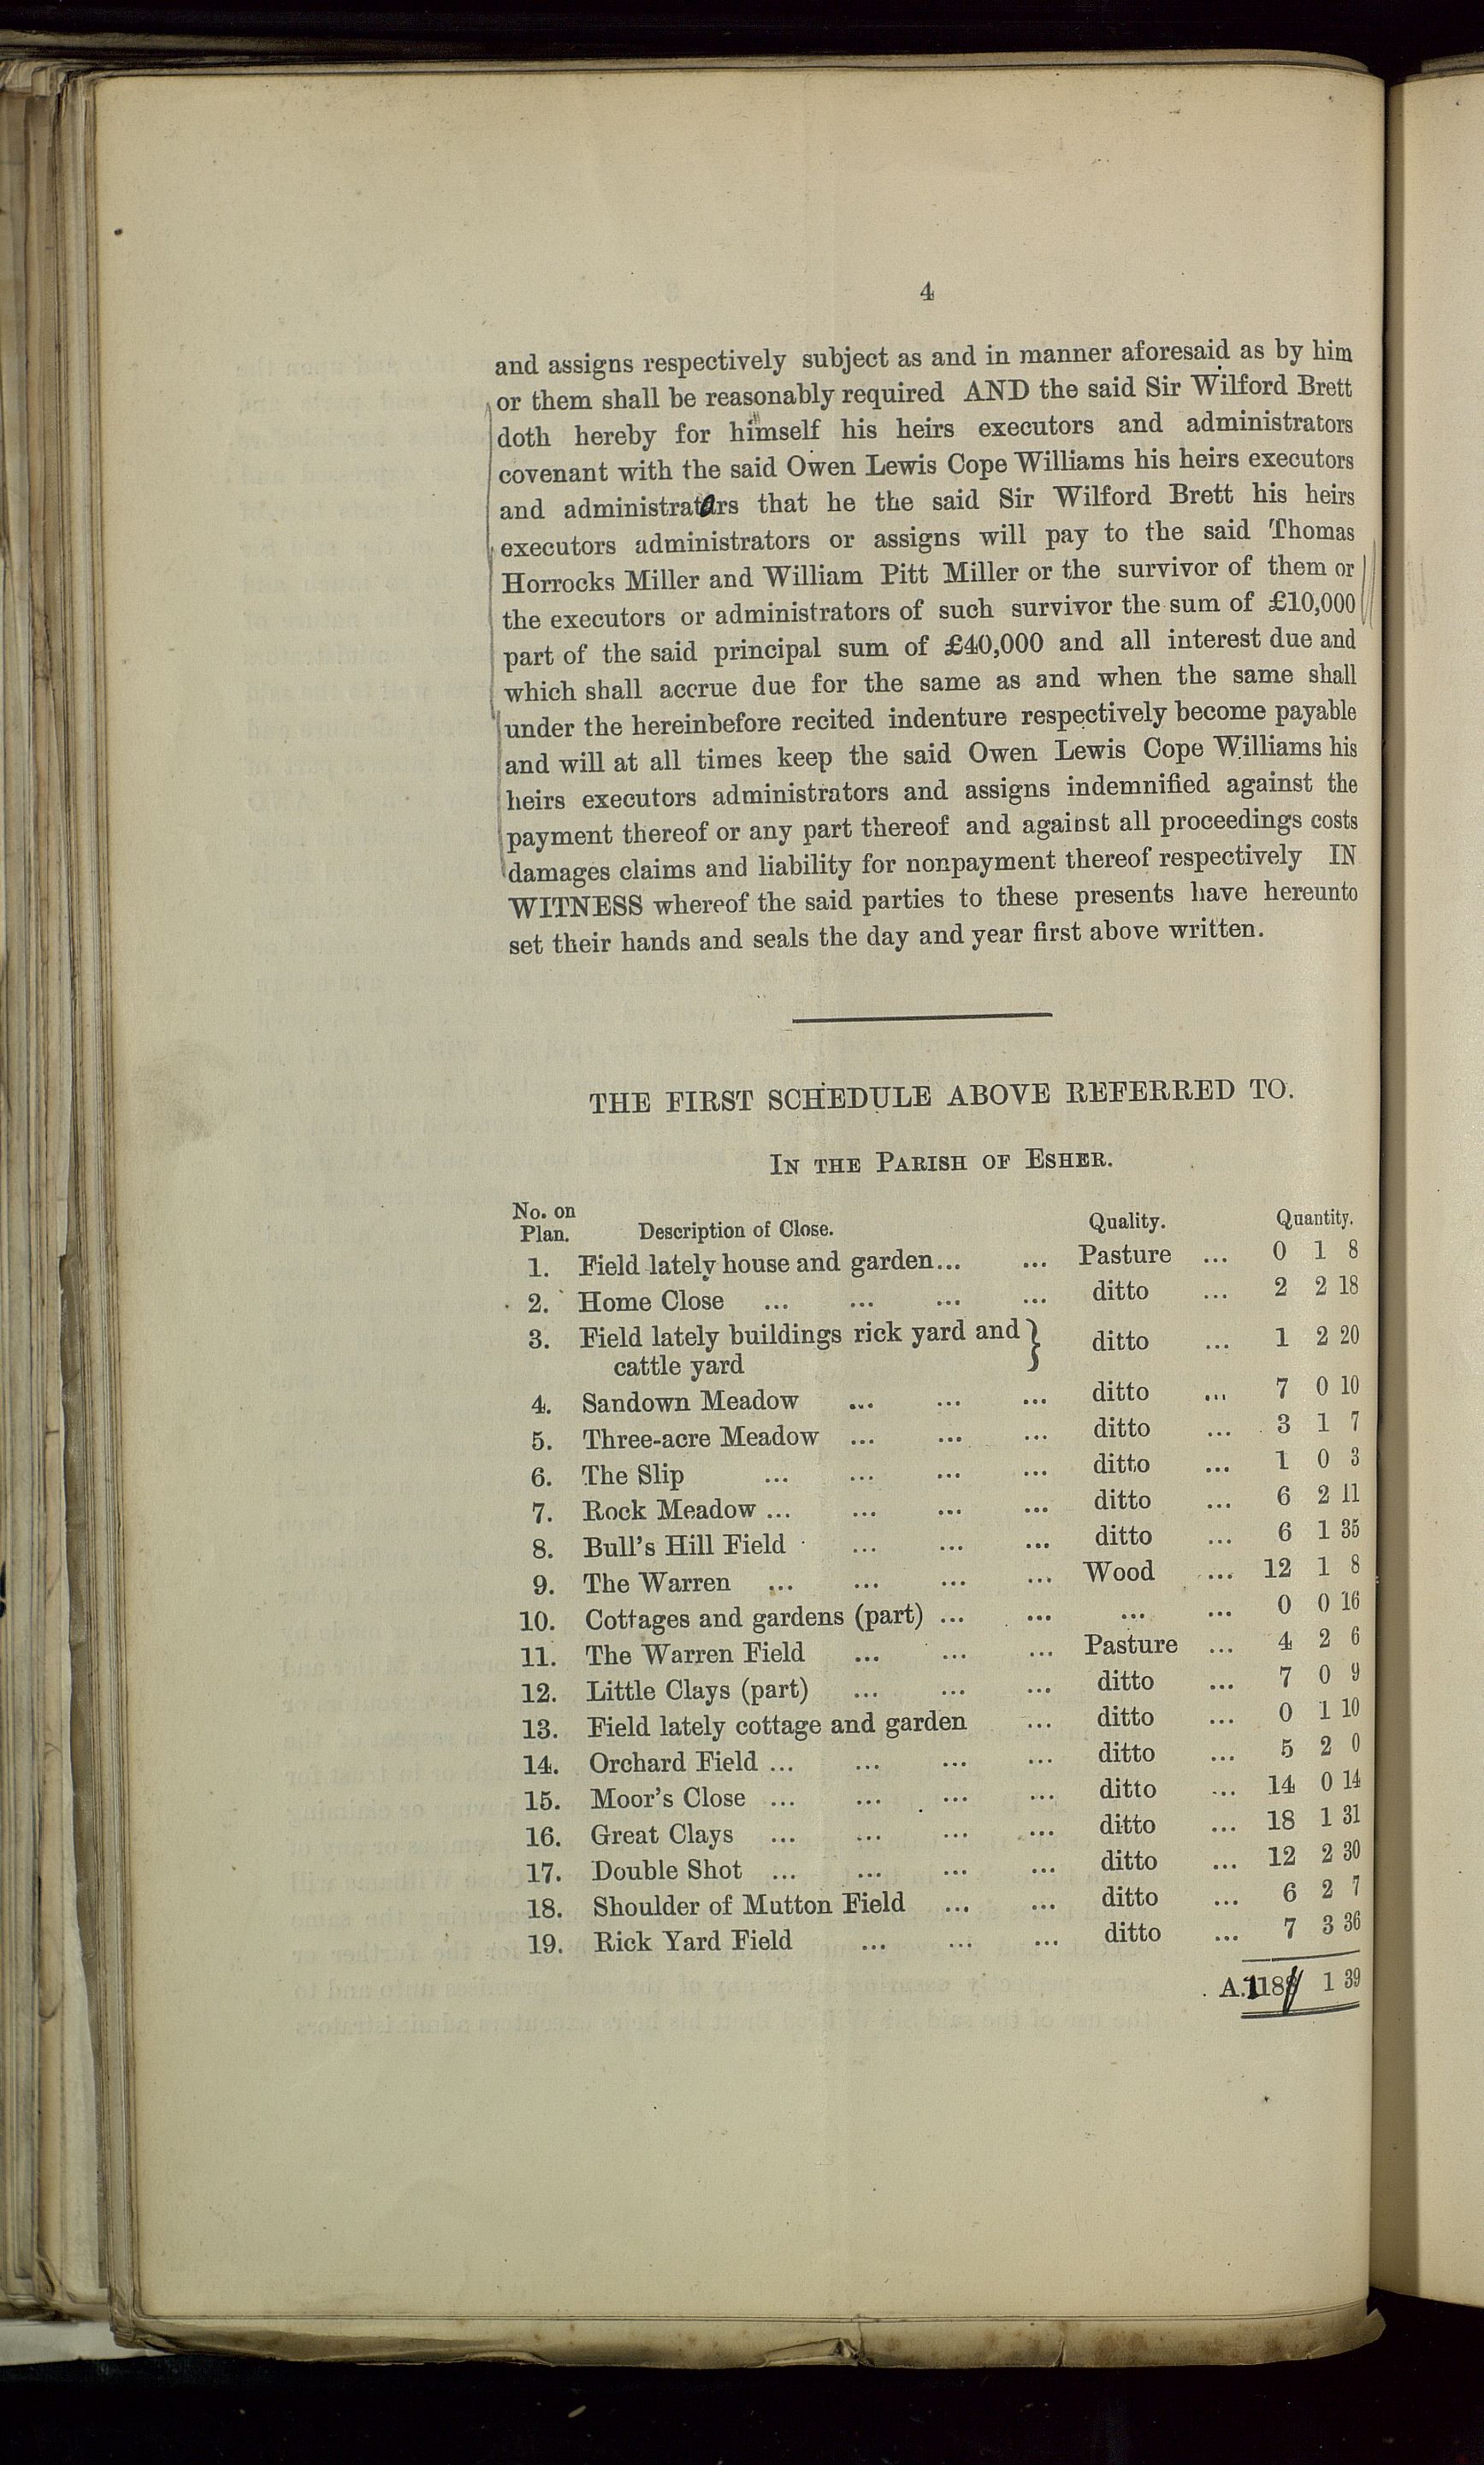 4
and assigns respectively subject as and in manner aforesaid as by him
or them shall be reasonably required AND the said Sir Wilford Brett
doth hereby for himself his heirs executors and administrators
covenant with the said Owen Lewis Cope Williams his heirs executors
and administrators that he the said Sir Wilford Brett his heirs
executors administrators or assigns will pay to the said Thomas
Horrocks Miller and William Pitt Miller or the survivor of them or
the executors or administrators of such survivor the sum of £10,000
part of the said principal sum of £40,000 and all interest due and
which shall accrue due for the same as and when the same shall
under the hereinbefore recited indenture respectively become payable
and will at all times keep the said Owen Lewis Cope Williams his
heirs executors administrators and assigns indemnified against the
payment thereof or any part thereof and against all proceedings costs
damages claims and liability for nonpayment thereof respectively IN
WITNESS whereof the said parties to these presents have hereunto
set their hands and seals the day and year first above written.
THE FIRST SCHEDULE ABOVE REFERRED TO.
IN THE PARISH OF ESHER.
No. on
Plan. Description of Close. Quality. Quantity.
1. Field lately house and garden... ... Pasture ... 0 1 8
2. Home Close ... ... ... ... ditto ... 2 2 18
3. Field lately buildings rick yard and } ditto ... 1 2 20
cattle yard
4. Sandown Meadow ... ... ... ditto ... 7 0 10
5. Three-acre Meadow ... ... ... ditto ... 3 1 7
6. The Slip ... ... ... ... ditto ... 1 0 3
7. Rock Meadow ... ... ... ... ditto ... 6 2 11
8. Bull's Hill Field ... ... ... ditto ... 6 1 35
9. The Warren ... ... ... ... Wood ... 12 1 8
10. Cottages and gardens (part) ... ... ... ... 0 0 16
11. The Warren Field ... ... ... Pasture ... 4 2 6
12. Little Clays (part) ... ... ... ditto ... 7 0 9
13. Field lately cottage and garden ... ditto ... 0 1 10
14. Orchard Field ... ... ... ... ditto ... 5 2 0
15. Moor's Close ... ... ... ... ditto ... 14 0 14
16. Great Clays ... ... ... ... ditto ... 18 1 31
17. Double Shot ... ... ... ... ditto ... 12 2 30
18. Shoulder of Mutton Field ... ... ditto ... 6 2 7
19. Rick Yard Field ... ... ... ditto ... 7 3 36
A. 1 39